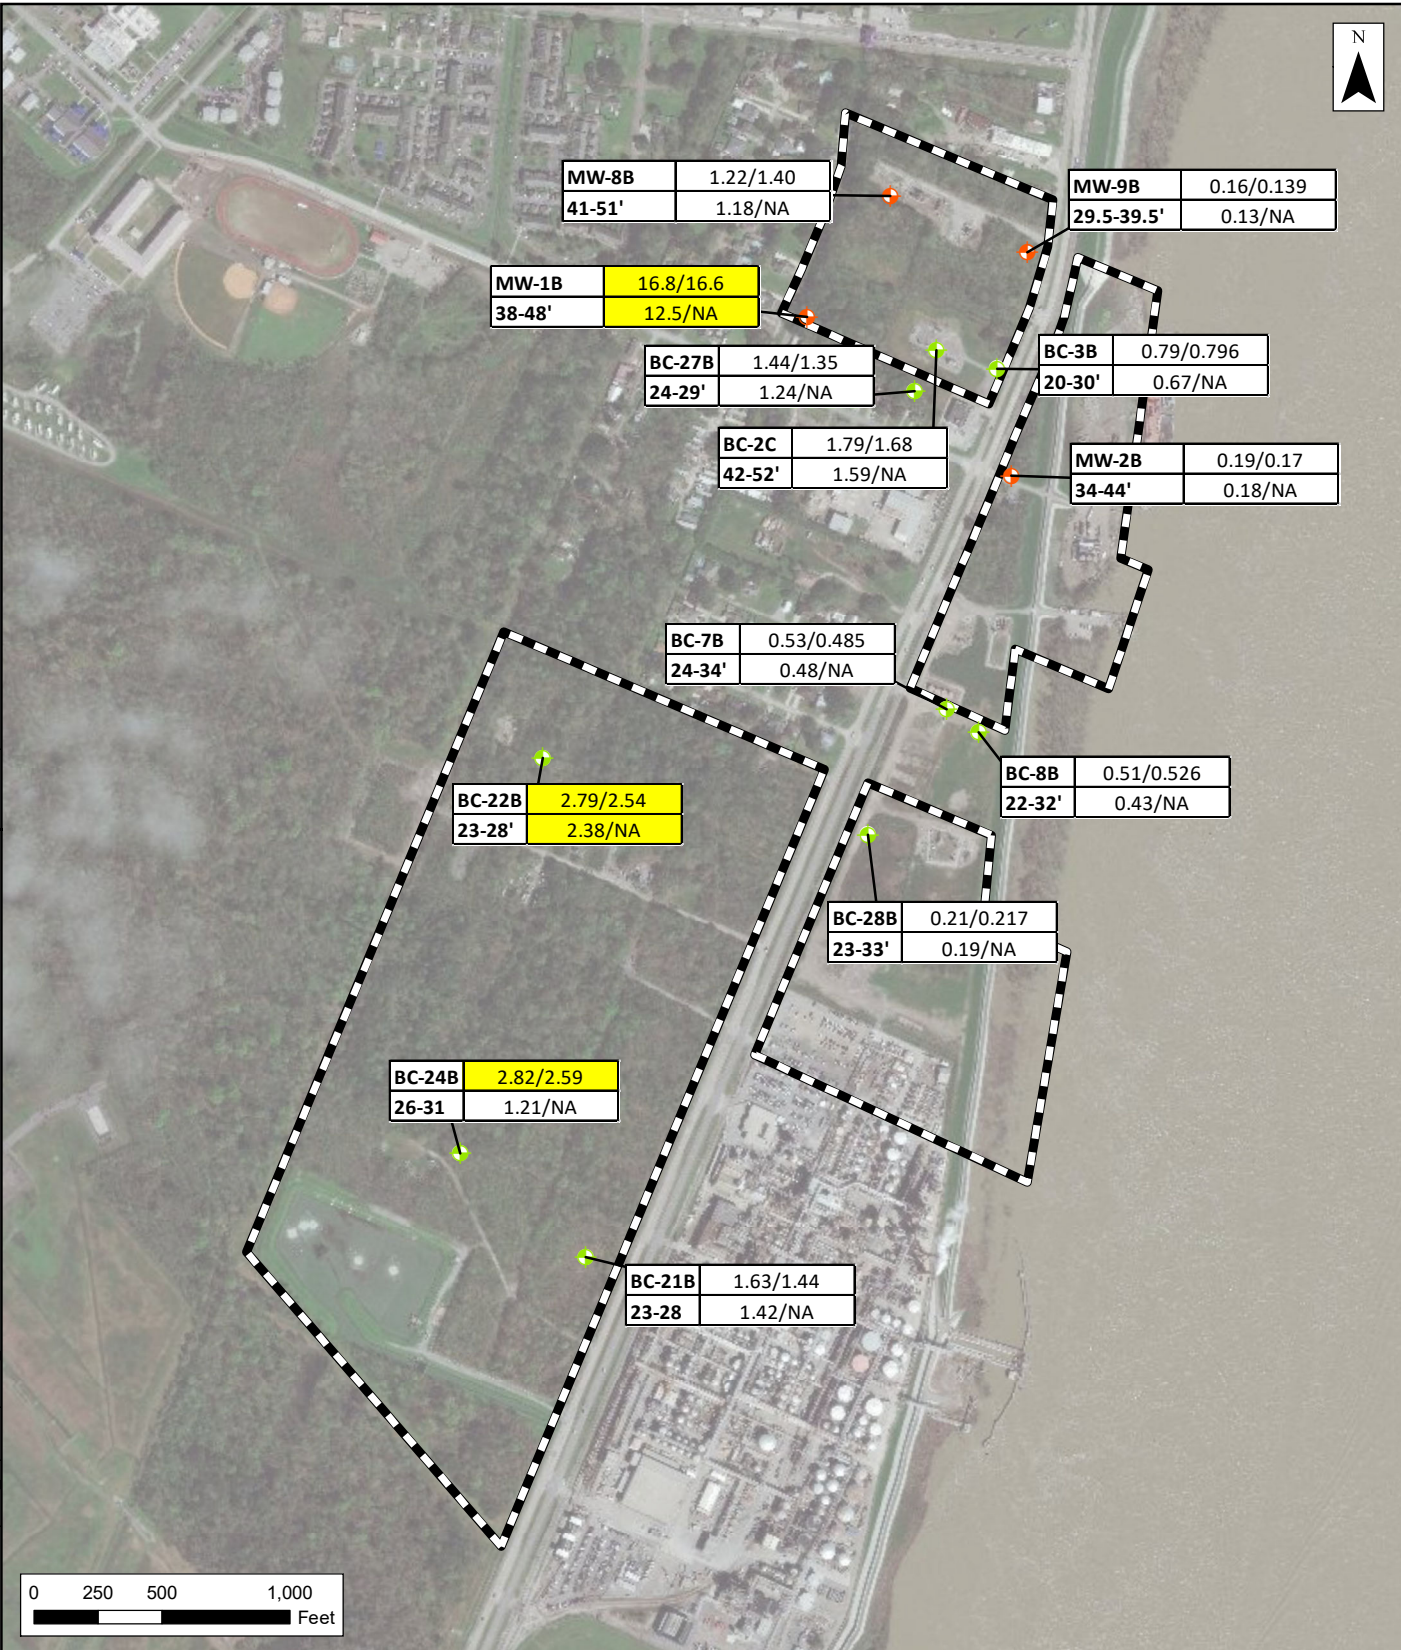 N
MW-8B 1.22/1.40
41-51' 1.18/NA
MW-9B 0.16/0.139
29.5-39.5' 0.13/NA
MW-1B 16.8/16.6
38-48' 12.5/NA
BC-27B 1.44/1.35
24-29' 1.24/NA
BC-3B 0.79/0.796
20-30' 0.67/NA
BC-2C 1.79/1.68
42-52' 1.59/NA
MW-2B 0.19/0.17
34-44' 0.18/NA
BC-7B 0.53/0.485
24-34' 0.48/NA
BC-8B 0.51/0.526
22-32' 0.43/NA
BC-22B 2.79/2.54
23-28' 2.38/NA
BC-28B 0.21/0.217
23-33' 0.19/NA
BC-24B 2.82/2.59
26-31 1.21/NA
BC-21B 1.63/1.44
23-28 1.42/NA
0 250 500 1,000
Feet